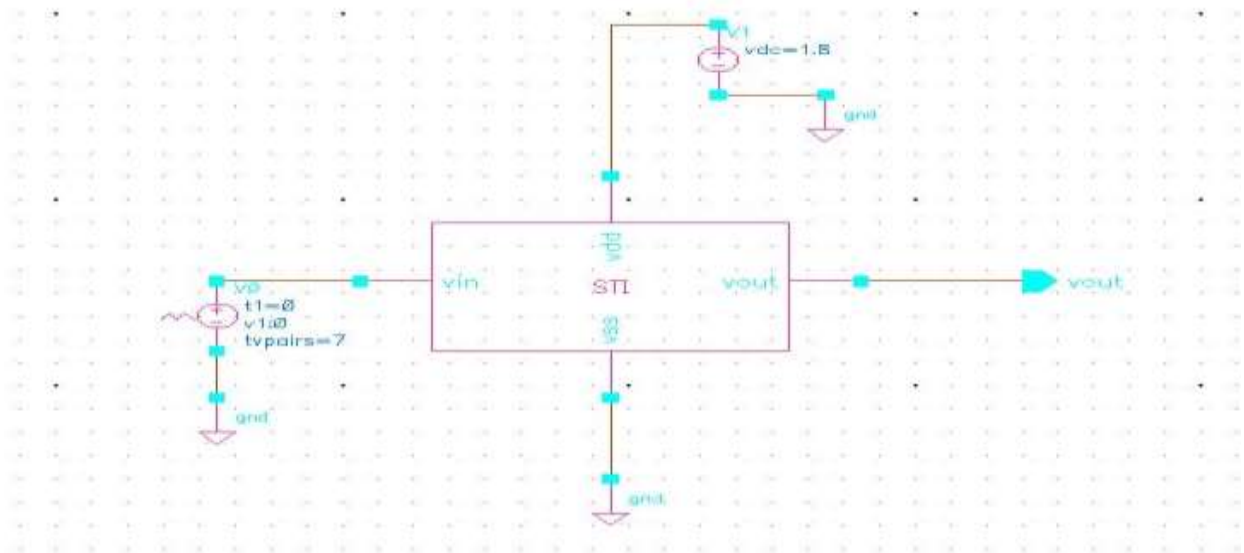 V1
vdc=1.8
gnd
vdd
vin
STI
vout
vout
V0
t1=0
v1:0
tvpairs=7
vss
gnd
gnd